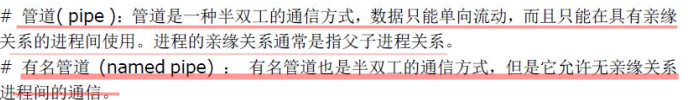 # 管道( pipe )：管道是一种半双工的通信方式，数据只能单向流动，而且只能在具有亲缘
关系的进程间使用。进程的亲缘关系通常是指父子进程关系。
# 有名管道 (named pipe) ： 有名管道也是半双工的通信方式，但是它允许无亲缘关系
进程间的通信。